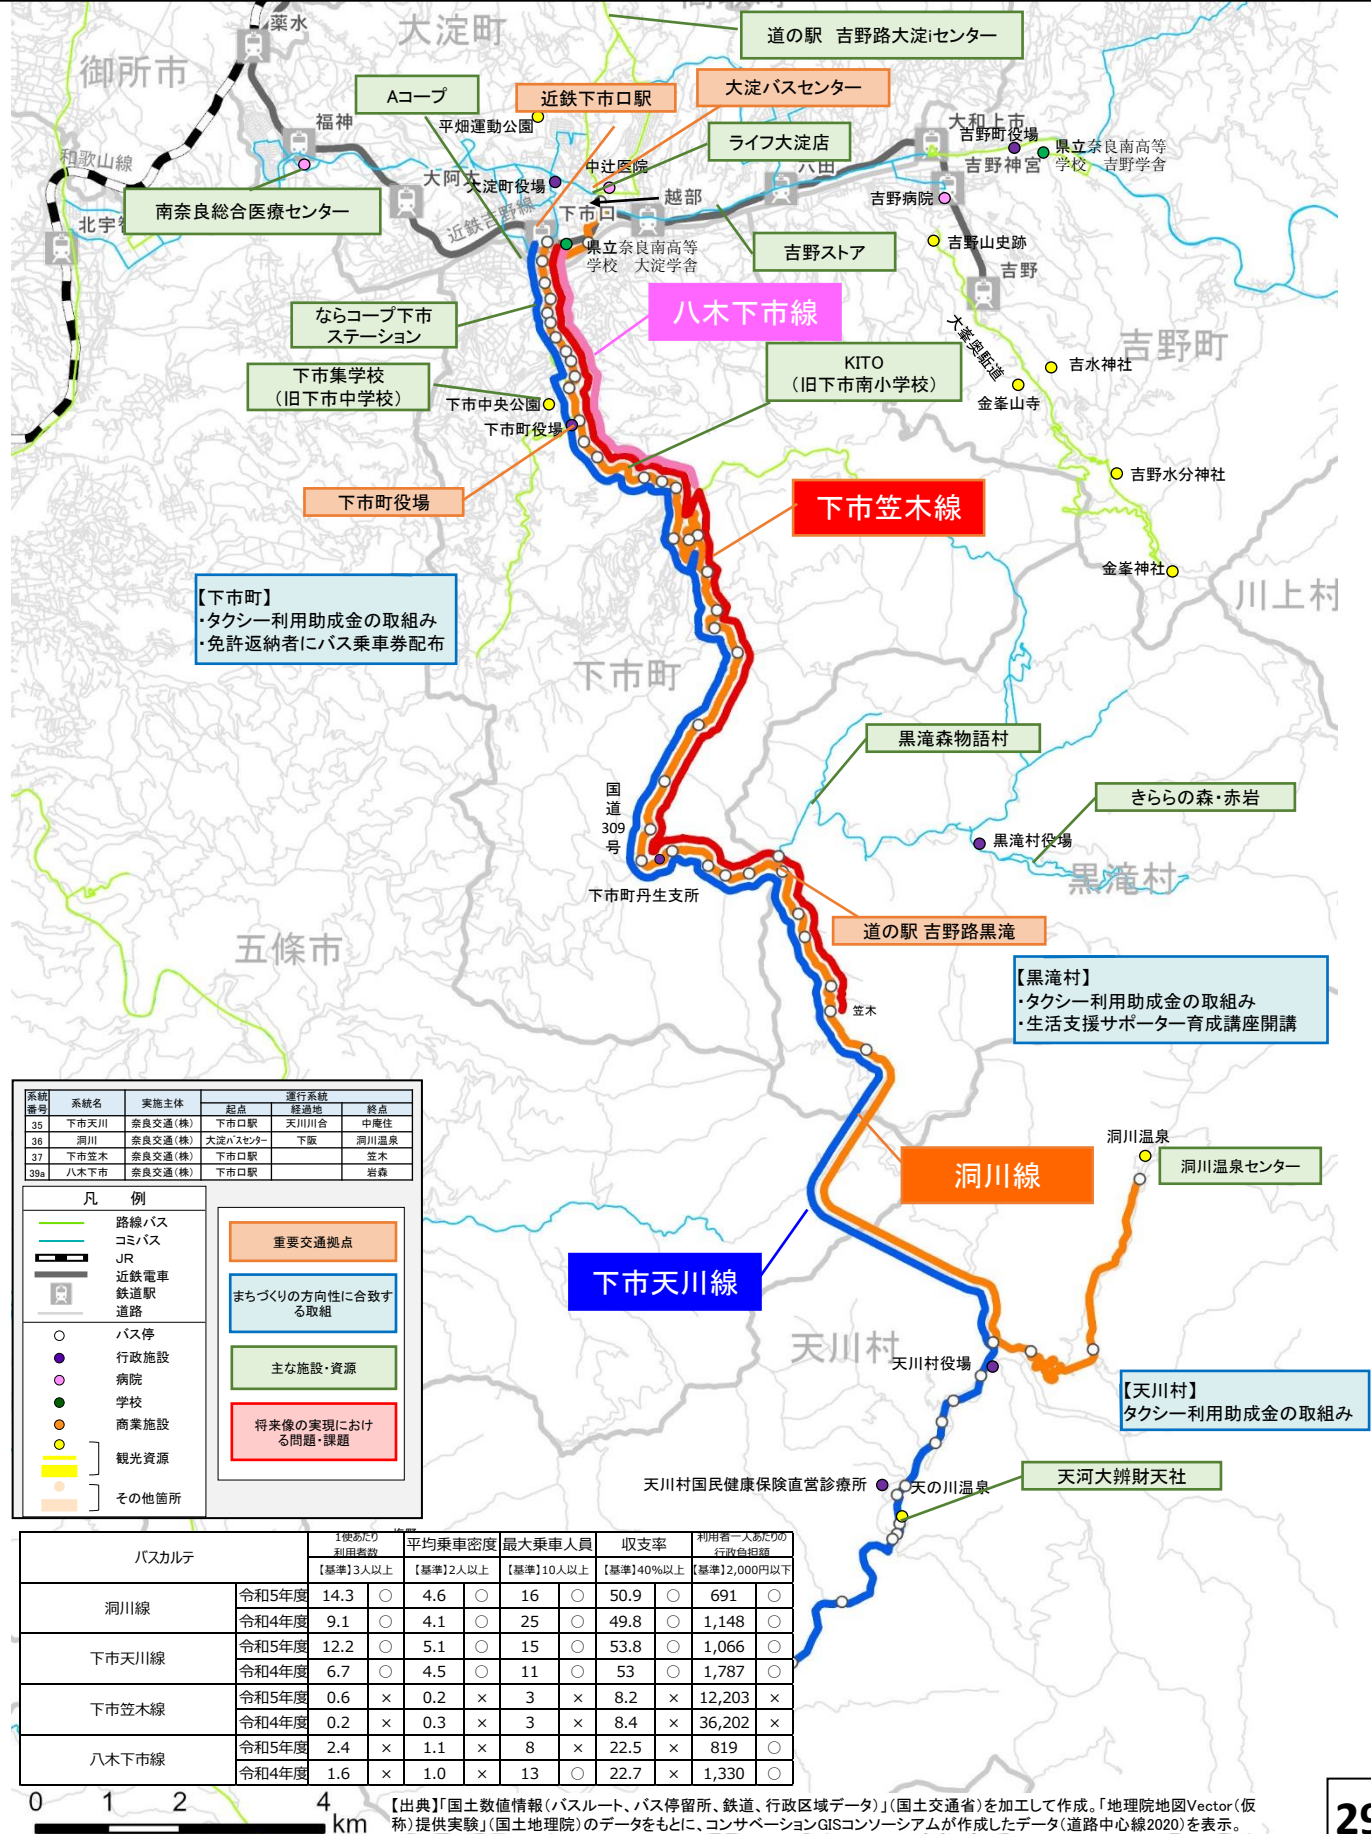 薬水
大淀町
道の駅 吉野路大淀iセンター
御所市
Aコープ
近鉄下市口駅
大淀バスセンター
平畑運動公園
福神
大和上市
吉野町役場
県立奈良南高等
学校 吉野学舎
ライフ大淀店
和歌山線
中辻医院
吉野神宮
六田
大阿太
大淀町役場
越部
吉野病院
南奈良総合医療センター
下市口
北宇智
近鉄吉野線
県立奈良南高等
学校 大淀学舎
吉野ストア
吉野山史跡
吉野
ならコープ下市
ステーション
八木下市線
大峯奥駈道
吉野町
下市集学校
(旧下市中学校)
KITO
(旧下市南小学校)
吉水神社
金峯山寺
下市中央公園
下市町役場
吉野水分神社
下市町役場
下市笠木線
金峯神社
川上村
【下市町】
・タクシー利用助成金の取組み
・免許返納者にバス乗車券配布
下市町
黒滝森物語村
国
道
309
号
きららの森・赤岩
黒滝村役場
黒滝村
下市町丹生支所
道の駅 吉野路黒滝
五條市
【黒滝村】
・タクシー利用助成金の取組み
・生活支援サポーター育成講座開講
笠木
系統番号 系統名 実施主体 運行系統
起点 経過地 終点
35 下市天川 奈良交通(株) 下市口駅 天川川合 中庵住
36 洞川 奈良交通(株) 大淀バスセンター 下阪 洞川温泉
37 下市笠木 奈良交通(株) 下市口駅 笠木
39a 八木下市 奈良交通(株) 下市口駅 岩森
洞川温泉
洞川温泉センター
洞川線
凡 例
路線バス
コミバス
JR
近鉄電車
鉄道駅
道路
バス停
行政施設
病院
学校
商業施設
観光資源
その他箇所
重要交通拠点
まちづくりの方向性に合致す
る取組
主な施設・資源
将来像の実現におけ
る問題・課題
下市天川線
天川村
天川村役場
【天川村】
タクシー利用助成金の取組み
天川村国民健康保険直営診療所
天の川温泉
天河大辨財天社
バスカルテ 1便あたり利用者数 平均乗車密度 最大乗車人員 収支率 利用者一人あたりの行政負担額
【基準】3人以上 【基準】2人以上 【基準】10人以上 【基準】40%以上 【基準】2,000円以下
洞川線 令和5年度 14.3 ○ 4.6 ○ 16 ○ 50.9 ○ 691 ○
令和4年度 9.1 ○ 4.1 ○ 25 ○ 49.8 ○ 1,148 ○
下市天川線 令和5年度 12.2 ○ 5.1 ○ 15 ○ 53.8 ○ 1,066 ○
令和4年度 6.7 ○ 4.5 ○ 11 ○ 53 ○ 1,787 ○
下市笠木線 令和5年度 0.6 × 0.2 × 3 × 8.2 × 12,203 ×
令和4年度 0.2 × 0.3 × 3 × 8.4 × 36,202 ×
八木下市線 令和5年度 2.4 × 1.1 × 8 × 22.5 × 819 ○
令和4年度 1.6 × 1.0 × 13 ○ 22.7 × 1,330 ○
0 1 2 4 km
【出典】「国土数値情報(バスルート、バス停留所、鉄道、行政区域データ)」(国土交通省)を加工して作成。「地理院地図Vector(仮
称)提供実験」(国土地理院)のデータをもとに、コンサベーションGISコンソーシアムが作成したデータ(道路中心線2020)を表示。
29